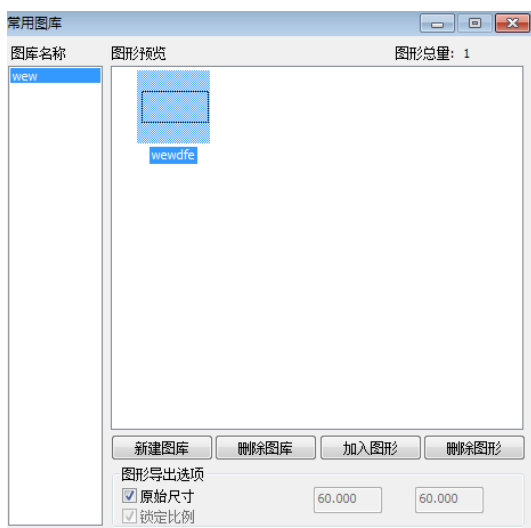 常用图库
图库名称 图形预览 图形总量: 1
wew
wewdfe
新建图库 删除图库 加入图形 删除图形
图形导出选项
原始尺寸 60.000 60.000
锁定比例